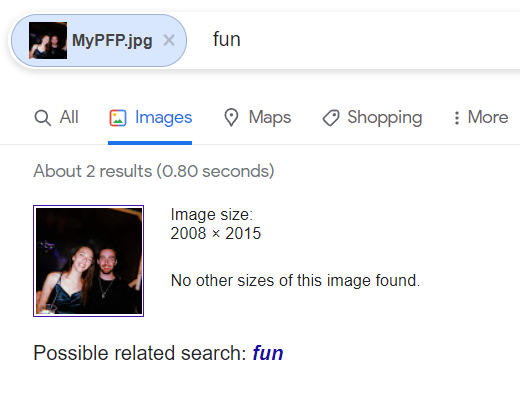 MyPFP.jpg × fun
All Images Maps Shopping More
About 2 results (0.80 seconds)
Image size:
2008 × 2015
No other sizes of this image found.
Possible related search: fun